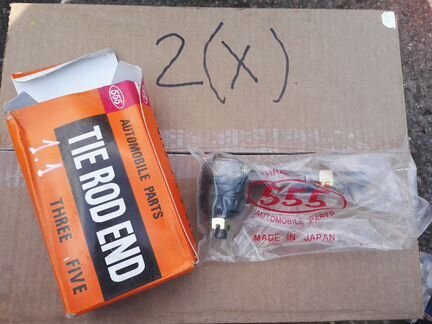 2(X)
555
AUTOMOBILE PARTS
TIE ROD END
THREE FIVE
555
AUTOMOBILE PARTS
MADE IN JAPAN